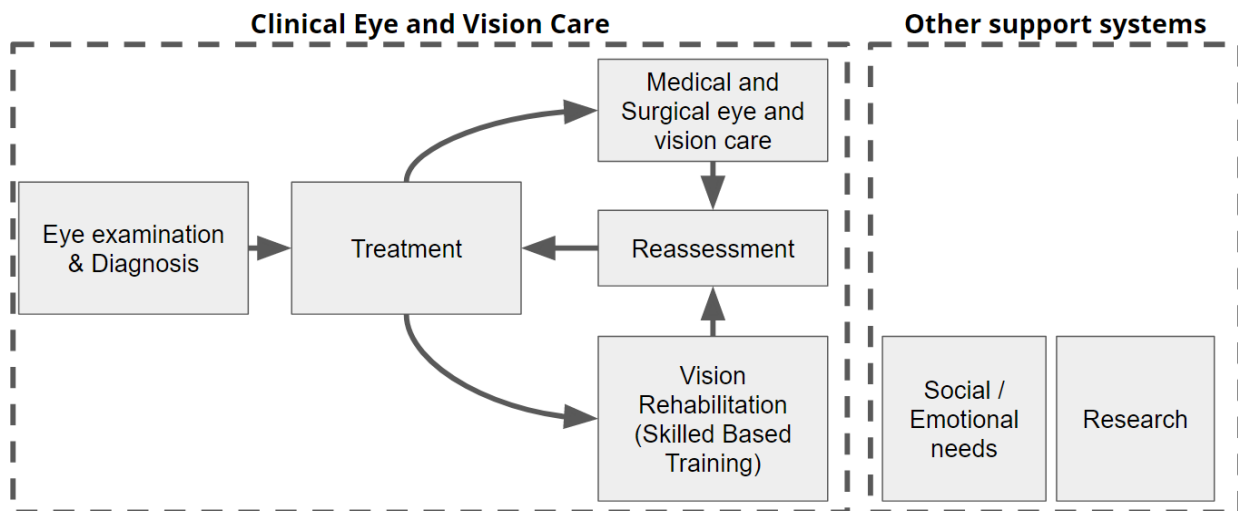 Clinical Eye and Vision Care
Other support systems
Medical and
Surgical eye and
vision care
Eye examination
& Diagnosis
Treatment
Reassessment
Vision
Rehabilitation
(Skilled Based
Training)
Social /
Emotional
needs
Research